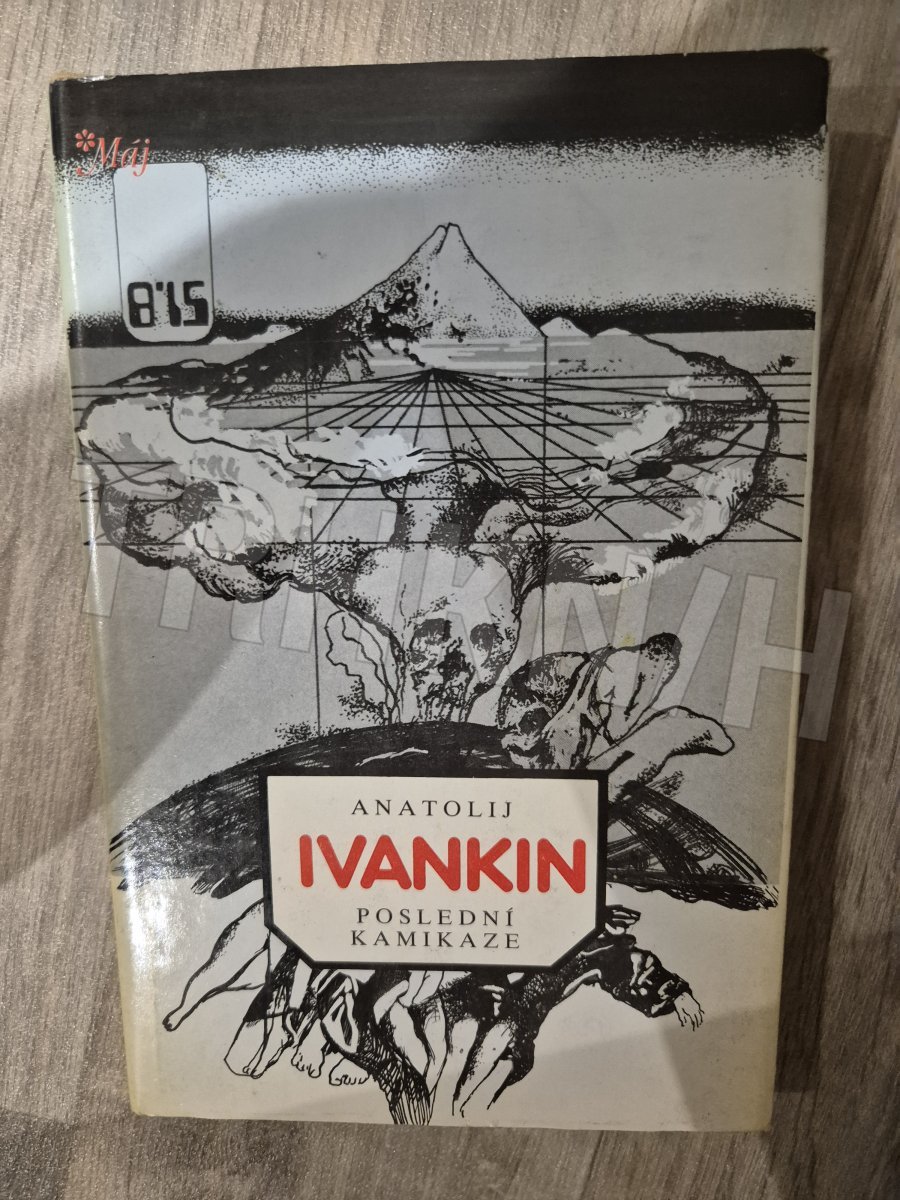 *Máj
8'15
ANATOLIJ
IVANKIN
POSLEDNÍ
KAMIKAZE